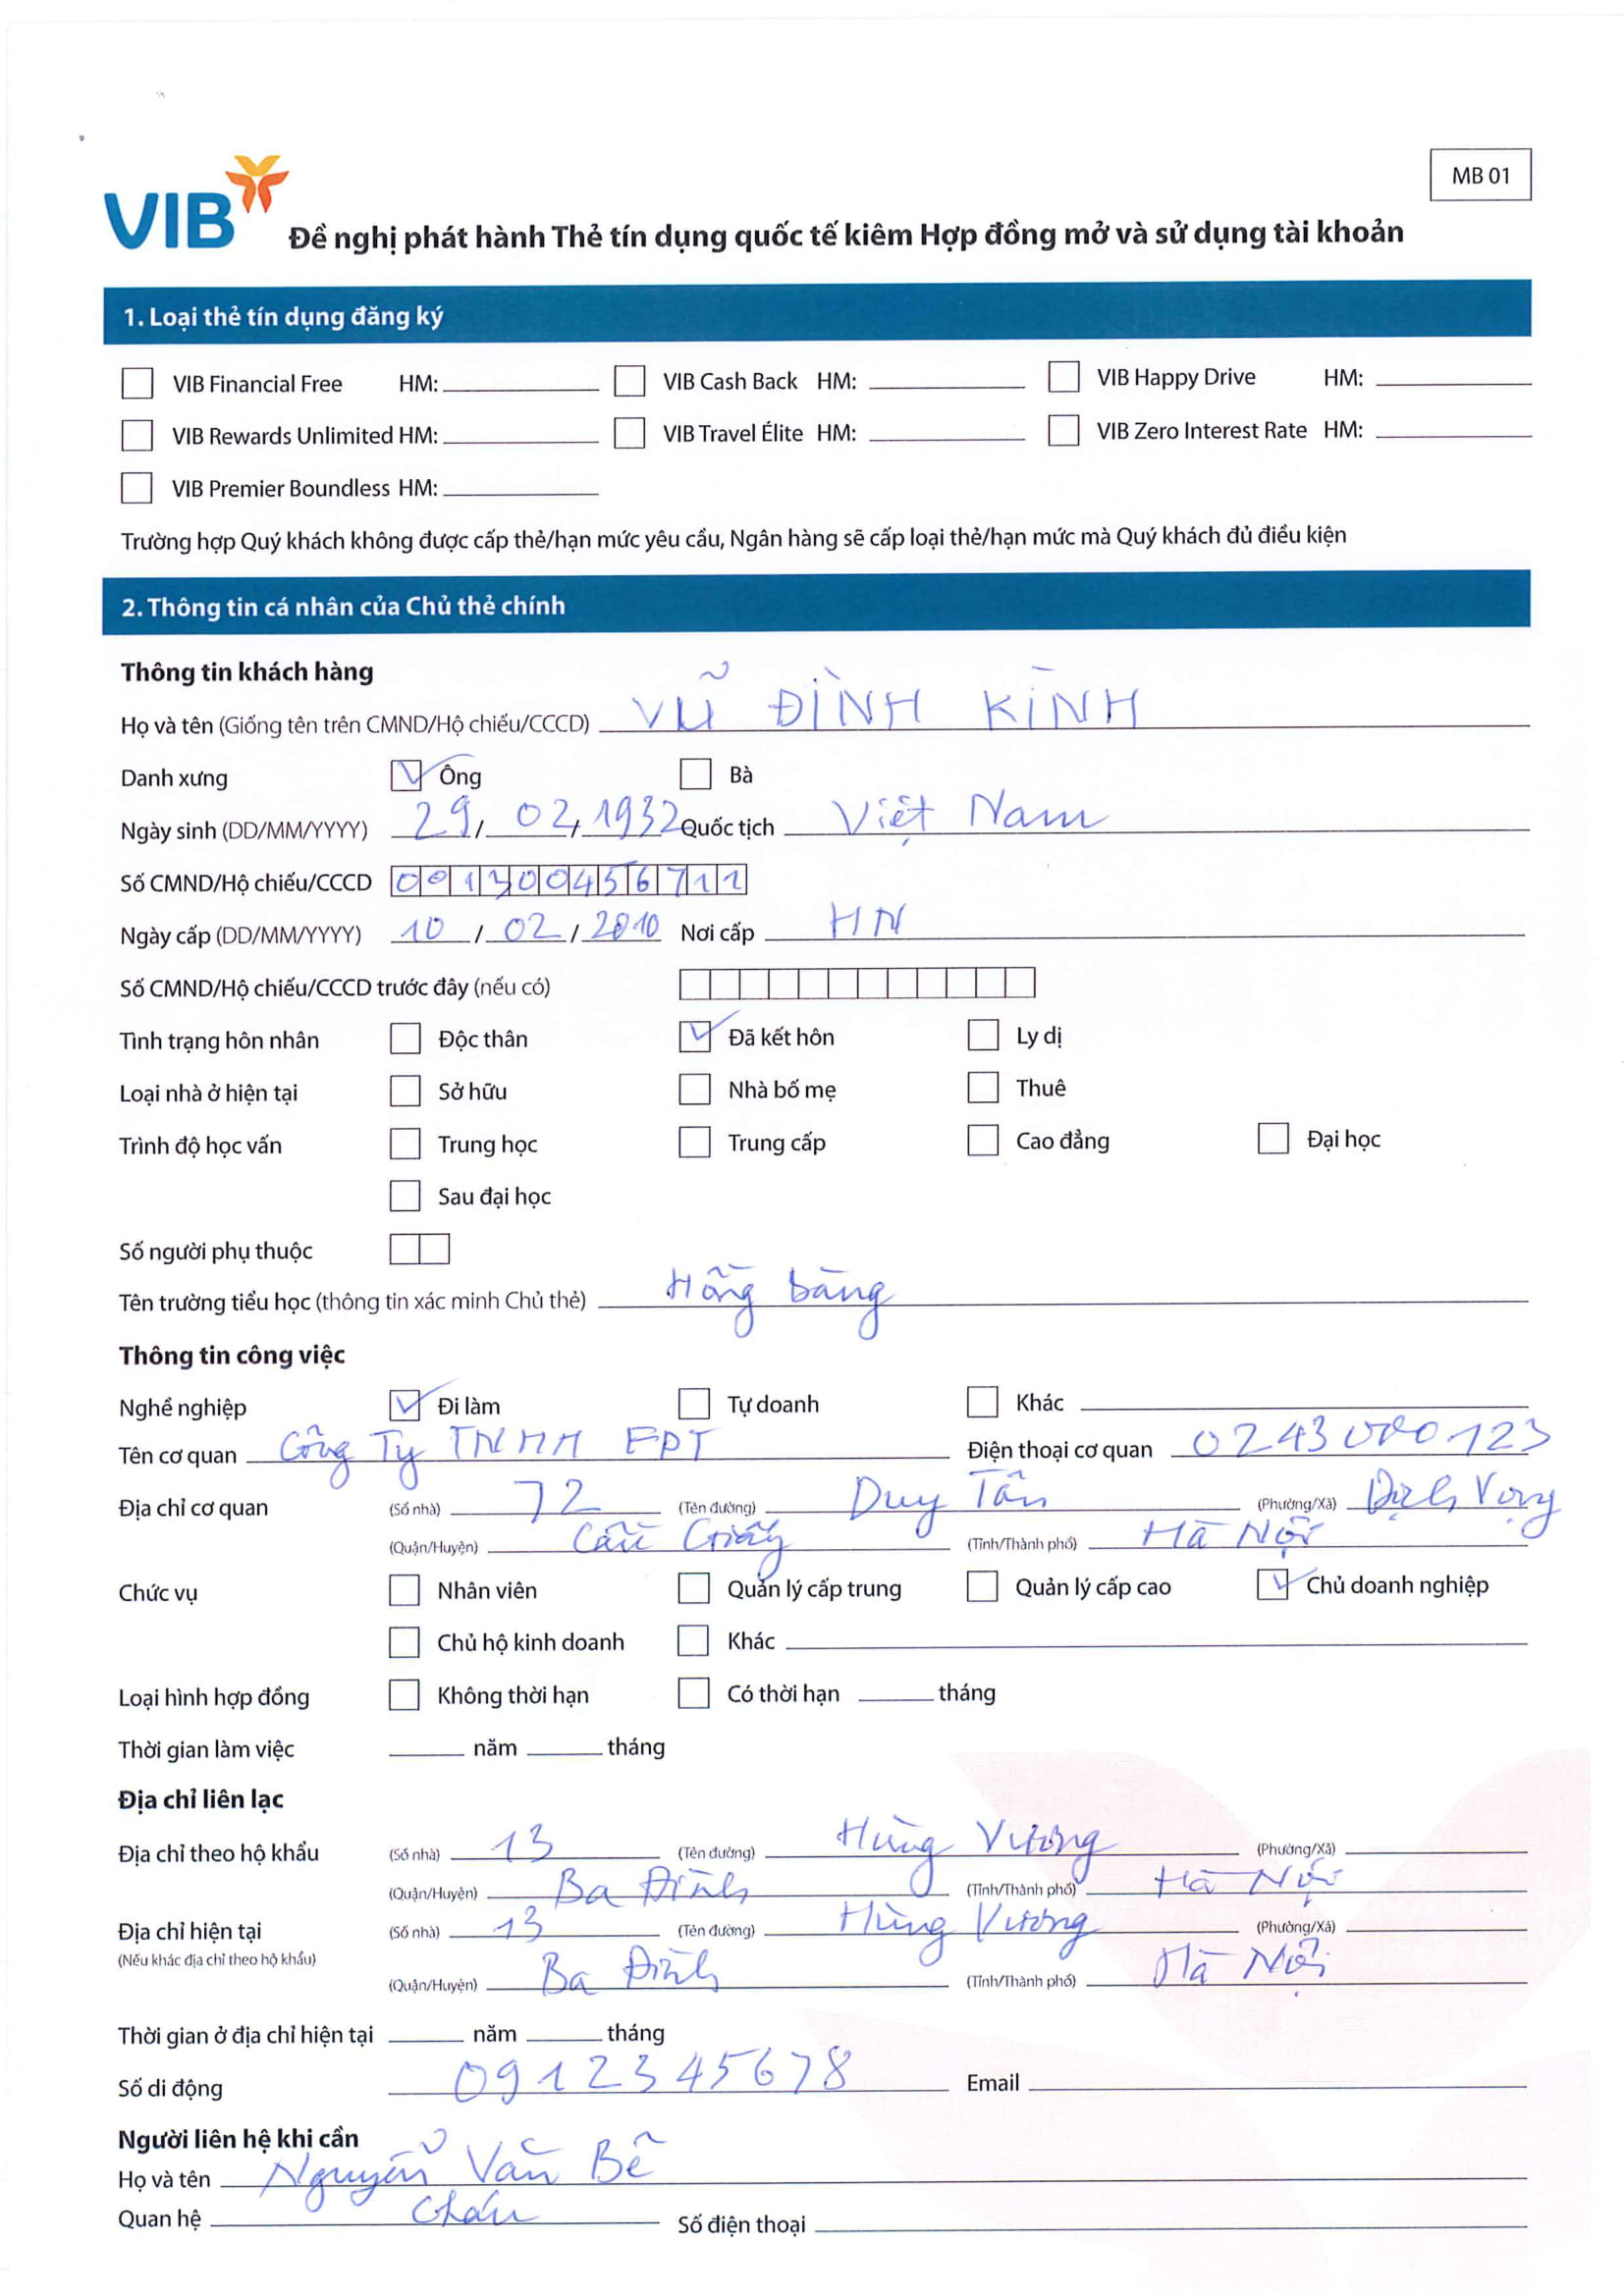 MB 01
VIB
Đề nghị phát hành Thẻ tín dụng quốc tế kiêm Hợp đồng mở và sử dụng tài khoản
1. Loại thẻ tín dụng đăng ký
VIB Financial Free HM: VIB Cash Back HM: VIB Happy Drive HM:
VIB Rewards Unlimited HM: VIB Travel Élite HM: VIB Zero Interest Rate HM:
VIB Premier Boundless HM:
Trường hợp Quý khách không được cấp thẻ/hạn mức yêu cầu, Ngân hàng sẽ cấp loại thẻ/hạn mức mà Quý khách đủ điều kiện
2. Thông tin cá nhân của Chủ thẻ chính
Thông tin khách hàng
Họ và tên (Giống tên trên CMND/Hộ chiếu/CCCD) VŨ ĐÌNH KÌNH
Danh xưng Ông Bà
Ngày sinh (DD/MM/YYYY) 29/ 02/ 1932 Quốc tịch Việt Nam
Số CMND/Hộ chiếu/CCCD 001300456711
Ngày cấp (DD/MM/YYYY) 10 / 02 / 2010 Nơi cấp HN
Số CMND/Hộ chiếu/CCCD trước đây (nếu có)
Tình trạng hôn nhân Độc thân Đã kết hôn Ly dị
Loại nhà ở hiện tại Sở hữu Nhà bố mẹ Thuê
Trình độ học vấn Trung học Trung cấp Cao đẳng Đại học
Sau đại học
Số người phụ thuộc
Tên trường tiểu học (thông tin xác minh Chủ thẻ) Hồng bàng
Thông tin công việc
Nghề nghiệp Đi làm Tự doanh Khác
Tên cơ quan Công Ty TNHH FPT Điện thoại cơ quan 0243000123
Địa chỉ cơ quan (Số nhà) 72 (Tên đường) Duy Tân (Phường/Xã) Dịch Vọng
(Quận/Huyện) Cầu Giấy (Tỉnh/Thành phố) Hà Nội
Chức vụ Nhân viên Quản lý cấp trung Quản lý cấp cao Chủ doanh nghiệp
Chủ hộ kinh doanh Khác
Loại hình hợp đồng Không thời hạn Có thời hạn tháng
Thời gian làm việc năm tháng
Địa chỉ liên lạc
Địa chỉ theo hộ khẩu (Số nhà) 13 (Tên đường) Hùng Vương (Phường/Xã)
(Quận/Huyện) Ba Đình (Tỉnh/Thành phố) Hà Nội
Địa chỉ hiện tại (Số nhà) 13 (Tên đường) Hùng Vương (Phường/Xã)
(Nếu khác địa chỉ theo hộ khẩu)
(Quận/Huyện) Ba Đình (Tỉnh/Thành phố) Hà Nội
Thời gian ở địa chỉ hiện tại năm tháng
Số di động 0912345678 Email
Người liên hệ khi cần
Họ và tên Nguyễn Văn Bê
Quan hệ cháu Số điện thoại